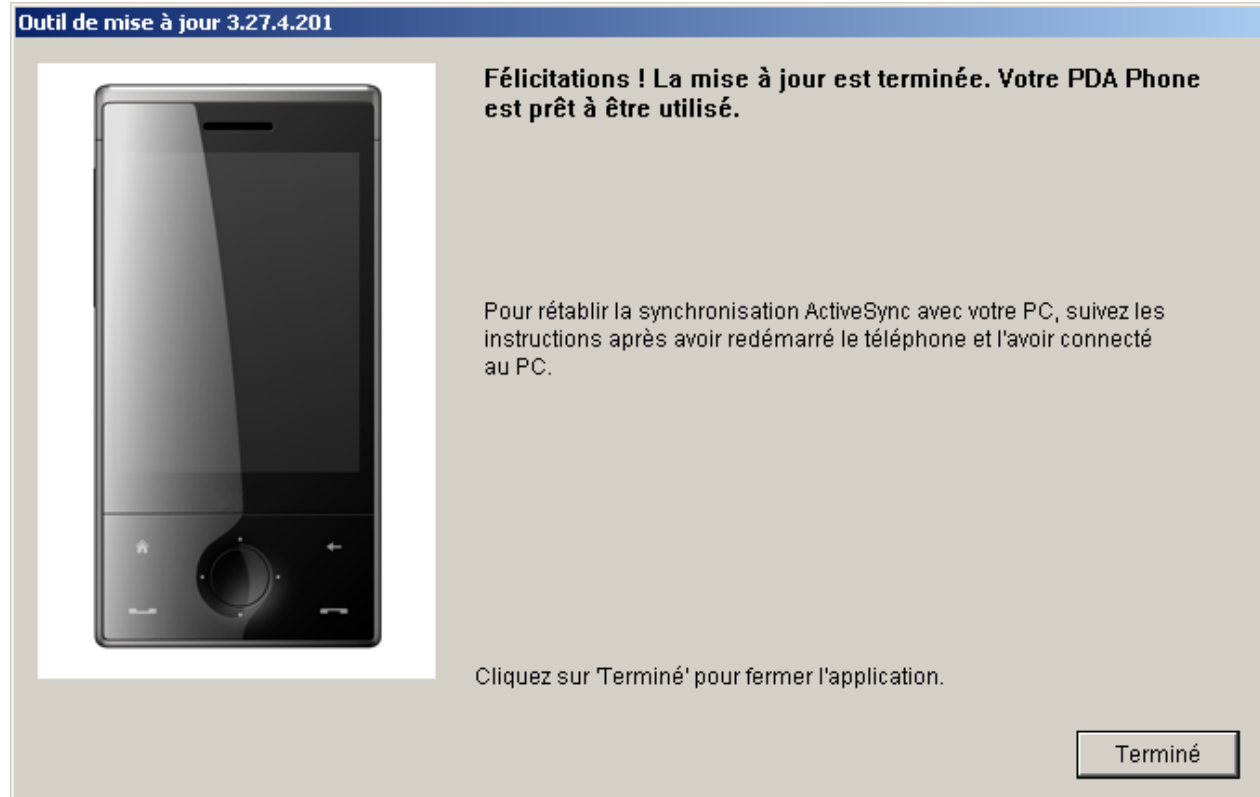 Outil de mise à jour 3.27.4.201
Félicitations ! La mise à jour est terminée. Votre PDA Phone
est prêt à être utilisé.
Pour rétablir la synchronisation ActiveSync avec votre PC, suivez les
instructions après avoir redémarré le téléphone et l'avoir connecté
au PC.
Cliquez sur 'Terminé' pour fermer l'application.
Terminé